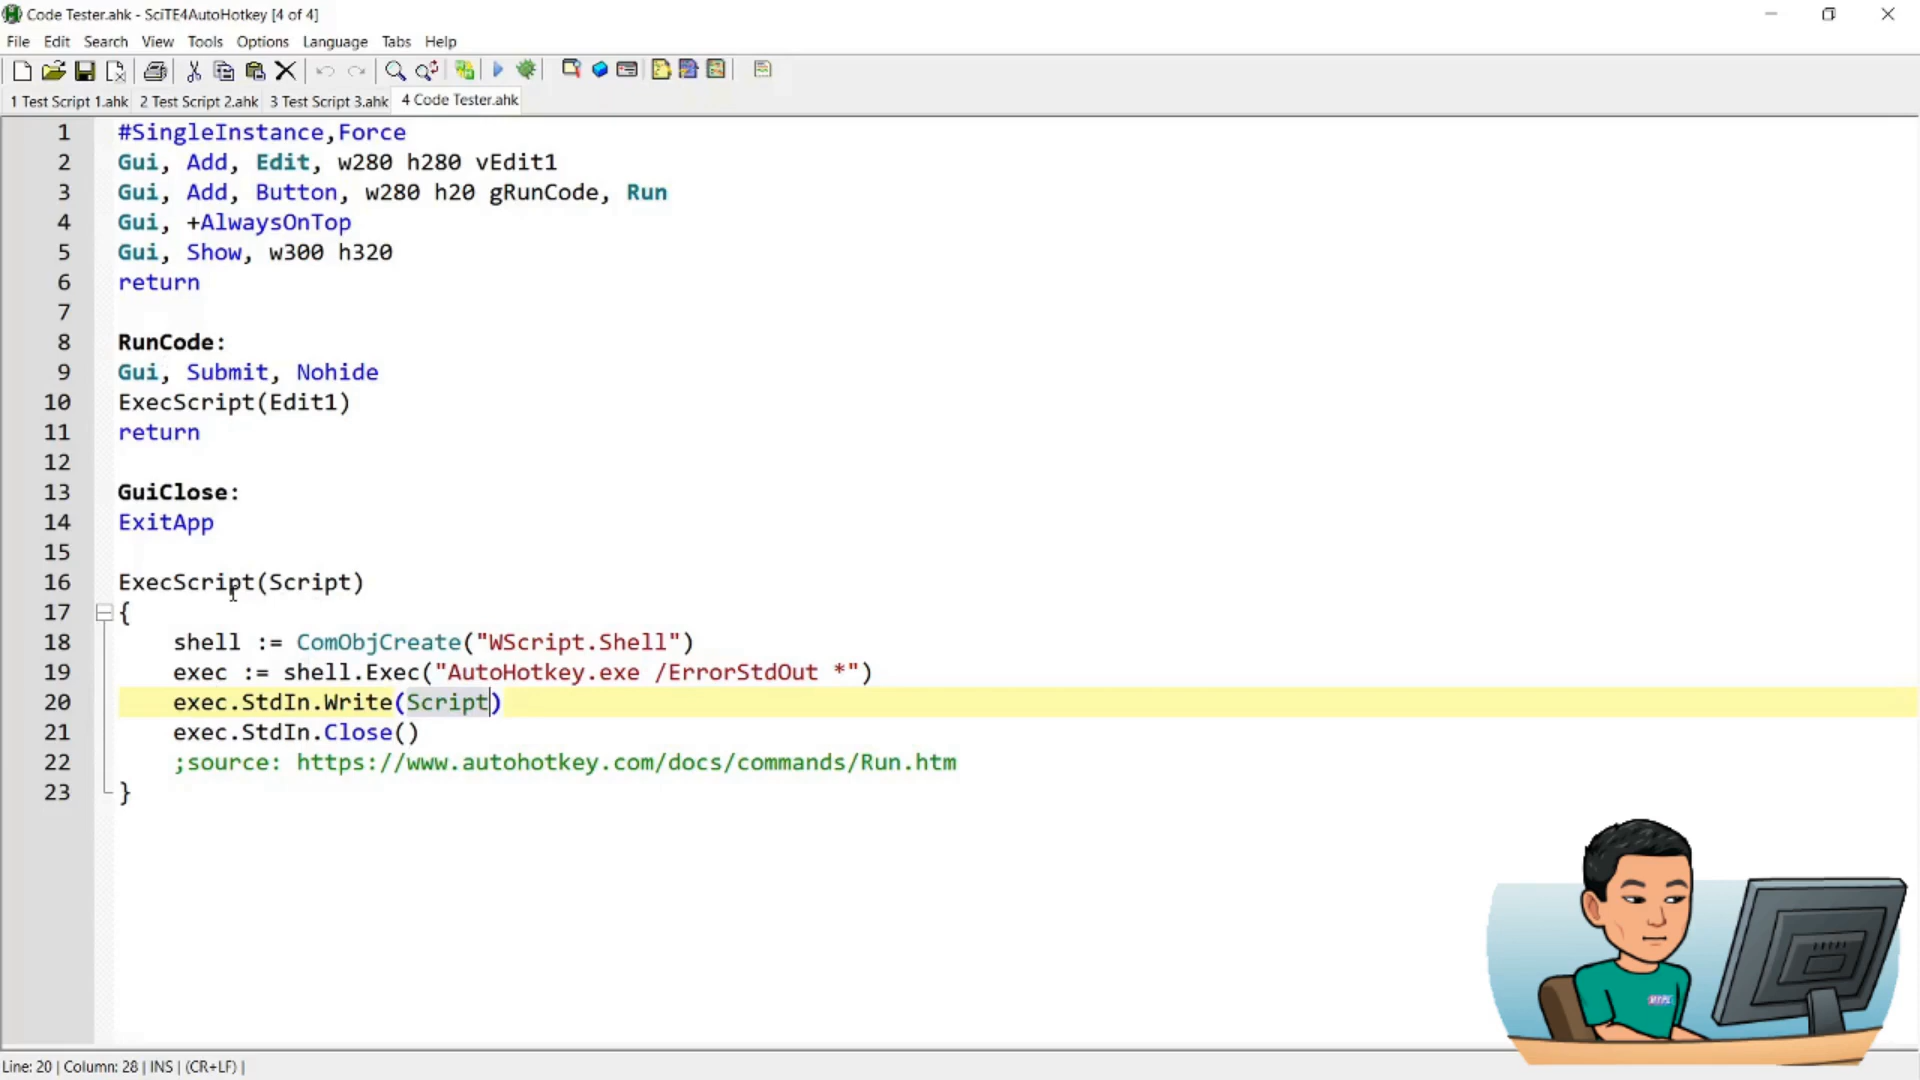 Code Tester.ahk - SciTE4AutoHotkey [4 of 4]
File Edit Search View Tools Options Language Tabs Help
1 Test Script 1.ahk 2 Test Script 2.ahk 3 Test Script 3.ahk 4 Code Tester.ahk
1 #SingleInstance,Force
2 Gui, Add, Edit, w280 h280 vEdit1
3 Gui, Add, Button, w280 h20 gRunCode, Run
4 Gui, +AlwaysOnTop
5 Gui, Show, w300 h320
6 return
7
8 RunCode:
9 Gui, Submit, Nohide
10 ExecScript(Edit1)
11 return
12
13 GuiClose:
14 ExitApp
15
16 ExecScript(Script)
17 {
18 shell := ComObjCreate("WScript.Shell")
19 exec := shell.Exec("AutoHotkey.exe /ErrorStdOut *")
20 exec.StdIn.Write(Script)
21 exec.StdIn.Close()
22 ;source: https://www.autohotkey.com/docs/commands/Run.htm
23 }
Line: 20 | Column: 28 | INS | (CR+LF) |